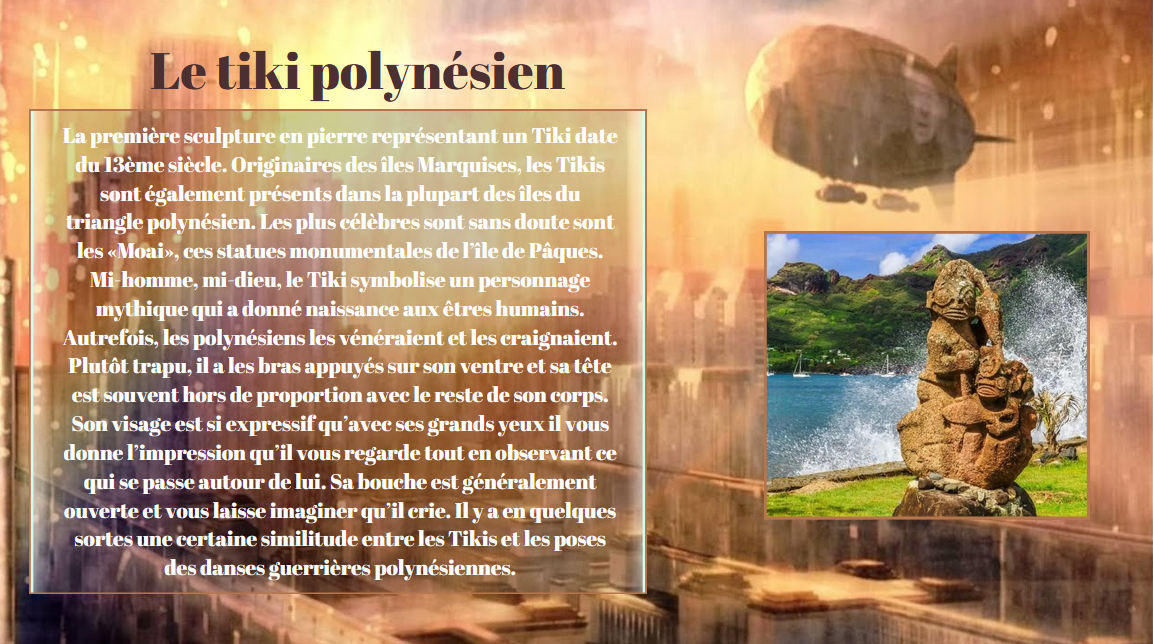 Le tiki polynésien
La première sculpture en pierre représentant un Tiki date
du 13ème siècle. Originaires des îles Marquises, les Tikis
sont également présents dans la plupart des îles du
triangle polynésien. Les plus célèbres sont sans doute sont
les «Moai», ces statues monumentales de l’île de Pâques.
Mi-homme, mi-dieu, le Tiki symbolise un personnage
mythique qui a donné naissance aux êtres humains.
Autrefois, les polynésiens les vénéraient et les craignaient.
Plutôt trapu, il a les bras appuyés sur son ventre et sa tête
est souvent hors de proportion avec le reste de son corps.
Son visage est si expressif qu’avec ses grands yeux il vous
donne l’impression qu’il vous regarde tout en observant ce
qui se passe autour de lui. Sa bouche est généralement
ouverte et vous laisse imaginer qu’il crie. Il y a en quelques
sortes une certaine similitude entre les Tikis et les poses
des danses guerrières polynésiennes.